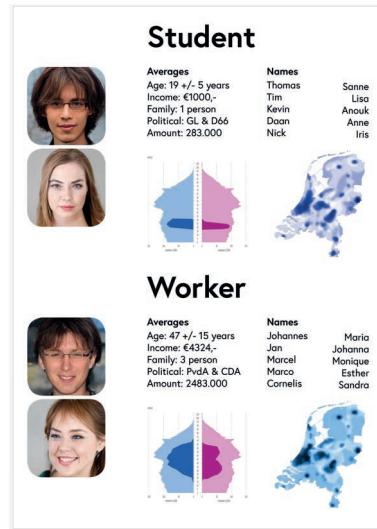 Student
Averages
Age: 19 +/- 5 years
Income: €1000,-
Family: 1 person
Political: GL & D66
Amount: 283.000
Names
Thomas Sanne
Tim Lisa
Kevin Anouk
Daan Anne
Nick Iris
Worker
Averages
Age: 47 +/- 15 years
Income: €4324,-
Family: 3 person
Political: PvdA & CDA
Amount: 2483.000
Names
Johannes Maria
Jan Johanna
Marcel Monique
Marco Esther
Cornelis Sandra